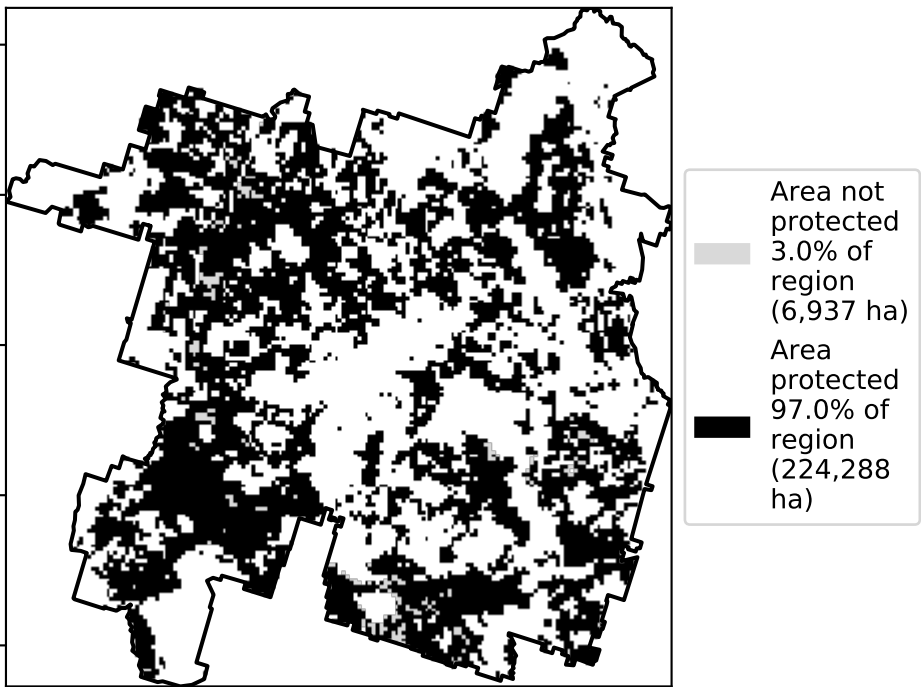 Area not
protected
3.0% of
region
(6,937 ha)
Area
protected
97.0% of
region
(224,288
ha)